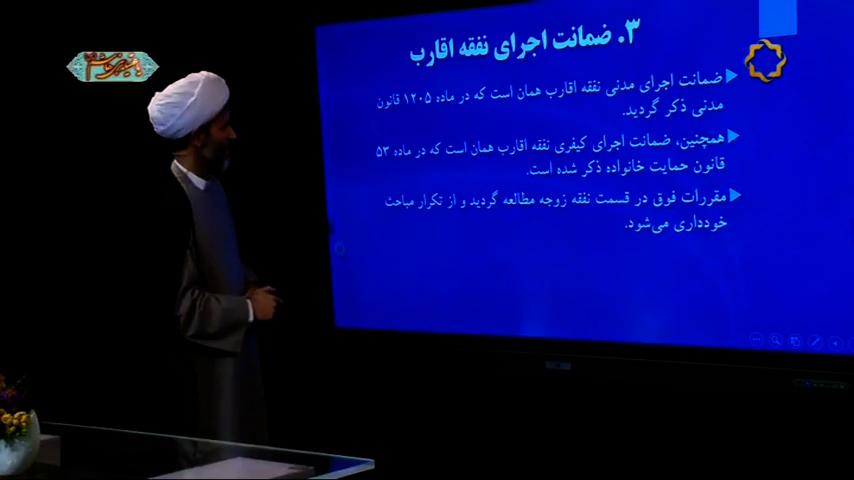 ۳. ضمانت اجرای نفقه اقارب
ضمانت اجرای مدنی نفقه اقارب همان است که در ماده ۱۲۰۵ قانون
مدنی ذکر گردید.
همچنین، ضمانت اجرای کیفری نفقه اقارب همان است که در ماده ۵۳
قانون حمایت خانواده ذکر شده است.
مقررات فوق در قسمت نفقه زوجه مطالعه گردید و از تکرار مباحث
خودداری می‌شود.